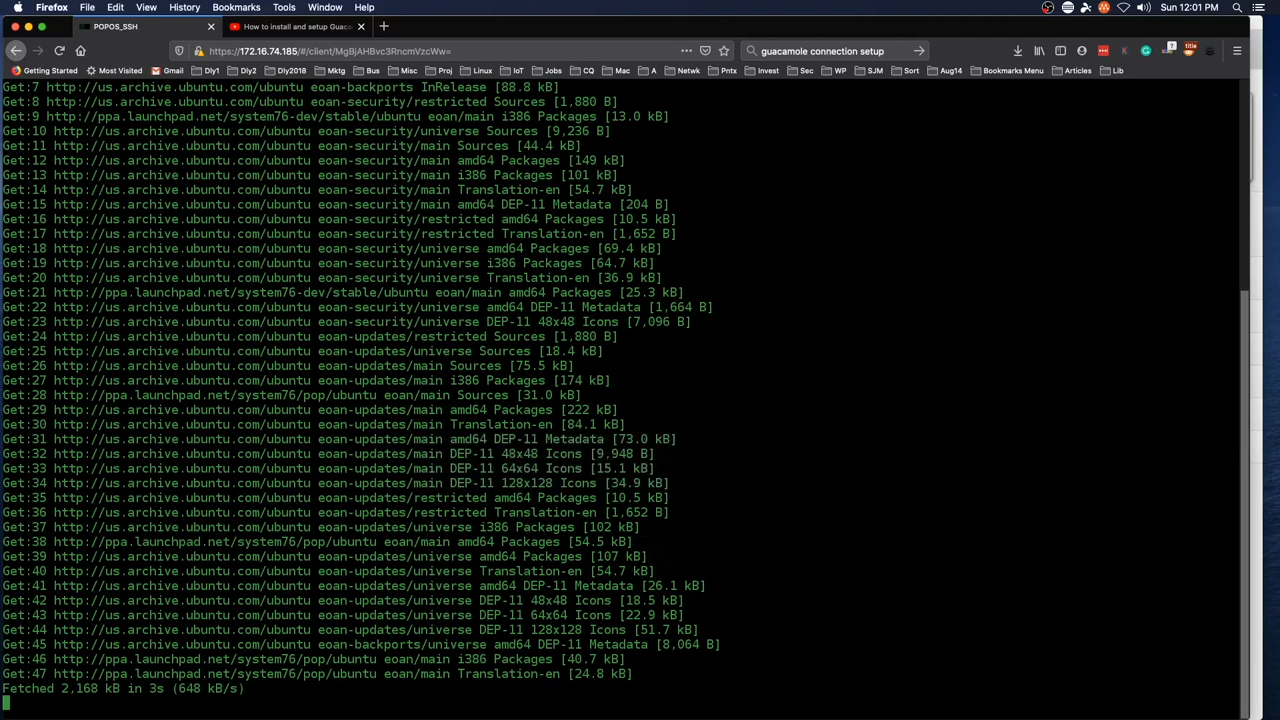 Firefox File Edit View History Bookmarks Tools Window Help
Sun 12:01 PM
POPOS_SSH
How to install and setup Guaca
https://172.16.74.185/#/client/MgBjAHBvc3RncmVzcWw=
guacamole connection setup
Getting Started Most Visited Gmail Dly1 Dly2 Dly2018 Mktg Bus Misc Proj Linux IoT Jobs CQ Mac A Netwk Pntx Invest Sec WP SJM Sort Aug14 Bookmarks Menu Articles Lib
Get:7 http://us.archive.ubuntu.com/ubuntu eoan-backports InRelease [88.8 kB]
Get:8 http://us.archive.ubuntu.com/ubuntu eoan-security/restricted Sources [1,880 B]
Get:9 http://ppa.launchpad.net/system76-dev/stable/ubuntu eoan/main i386 Packages [13.0 kB]
Get:10 http://us.archive.ubuntu.com/ubuntu eoan-security/universe Sources [9,236 B]
Get:11 http://us.archive.ubuntu.com/ubuntu eoan-security/main Sources [44.4 kB]
Get:12 http://us.archive.ubuntu.com/ubuntu eoan-security/main amd64 Packages [149 kB]
Get:13 http://us.archive.ubuntu.com/ubuntu eoan-security/main i386 Packages [101 kB]
Get:14 http://us.archive.ubuntu.com/ubuntu eoan-security/main Translation-en [54.7 kB]
Get:15 http://us.archive.ubuntu.com/ubuntu eoan-security/main amd64 DEP-11 Metadata [204 B]
Get:16 http://us.archive.ubuntu.com/ubuntu eoan-security/restricted amd64 Packages [10.5 kB]
Get:17 http://us.archive.ubuntu.com/ubuntu eoan-security/restricted Translation-en [1,652 B]
Get:18 http://us.archive.ubuntu.com/ubuntu eoan-security/universe amd64 Packages [69.4 kB]
Get:19 http://us.archive.ubuntu.com/ubuntu eoan-security/universe i386 Packages [64.7 kB]
Get:20 http://us.archive.ubuntu.com/ubuntu eoan-security/universe Translation-en [36.9 kB]
Get:21 http://ppa.launchpad.net/system76-dev/stable/ubuntu eoan/main amd64 Packages [25.3 kB]
Get:22 http://us.archive.ubuntu.com/ubuntu eoan-security/universe amd64 DEP-11 Metadata [1,664 B]
Get:23 http://us.archive.ubuntu.com/ubuntu eoan-security/universe DEP-11 48x48 Icons [7,096 B]
Get:24 http://us.archive.ubuntu.com/ubuntu eoan-updates/restricted Sources [1,880 B]
Get:25 http://us.archive.ubuntu.com/ubuntu eoan-updates/universe Sources [18.4 kB]
Get:26 http://us.archive.ubuntu.com/ubuntu eoan-updates/main Sources [75.5 kB]
Get:27 http://us.archive.ubuntu.com/ubuntu eoan-updates/main i386 Packages [174 kB]
Get:28 http://ppa.launchpad.net/system76/pop/ubuntu eoan/main Sources [31.0 kB]
Get:29 http://us.archive.ubuntu.com/ubuntu eoan-updates/main amd64 Packages [222 kB]
Get:30 http://us.archive.ubuntu.com/ubuntu eoan-updates/main Translation-en [84.1 kB]
Get:31 http://us.archive.ubuntu.com/ubuntu eoan-updates/main amd64 DEP-11 Metadata [73.0 kB]
Get:32 http://us.archive.ubuntu.com/ubuntu eoan-updates/main DEP-11 48x48 Icons [9,948 B]
Get:33 http://us.archive.ubuntu.com/ubuntu eoan-updates/main DEP-11 64x64 Icons [15.1 kB]
Get:34 http://us.archive.ubuntu.com/ubuntu eoan-updates/main DEP-11 128x128 Icons [34.9 kB]
Get:35 http://us.archive.ubuntu.com/ubuntu eoan-updates/restricted amd64 Packages [10.5 kB]
Get:36 http://us.archive.ubuntu.com/ubuntu eoan-updates/restricted Translation-en [1,652 B]
Get:37 http://us.archive.ubuntu.com/ubuntu eoan-updates/universe i386 Packages [102 kB]
Get:38 http://ppa.launchpad.net/system76/pop/ubuntu eoan/main amd64 Packages [54.5 kB]
Get:39 http://us.archive.ubuntu.com/ubuntu eoan-updates/universe amd64 Packages [107 kB]
Get:40 http://us.archive.ubuntu.com/ubuntu eoan-updates/universe Translation-en [54.7 kB]
Get:41 http://us.archive.ubuntu.com/ubuntu eoan-updates/universe amd64 DEP-11 Metadata [26.1 kB]
Get:42 http://us.archive.ubuntu.com/ubuntu eoan-updates/universe DEP-11 48x48 Icons [18.5 kB]
Get:43 http://us.archive.ubuntu.com/ubuntu eoan-updates/universe DEP-11 64x64 Icons [22.9 kB]
Get:44 http://us.archive.ubuntu.com/ubuntu eoan-updates/universe DEP-11 128x128 Icons [51.7 kB]
Get:45 http://us.archive.ubuntu.com/ubuntu eoan-backports/universe amd64 DEP-11 Metadata [8,064 B]
Get:46 http://ppa.launchpad.net/system76/pop/ubuntu eoan/main i386 Packages [40.7 kB]
Get:47 http://ppa.launchpad.net/system76/pop/ubuntu eoan/main Translation-en [24.8 kB]
Fetched 2,168 kB in 3s (648 kB/s)